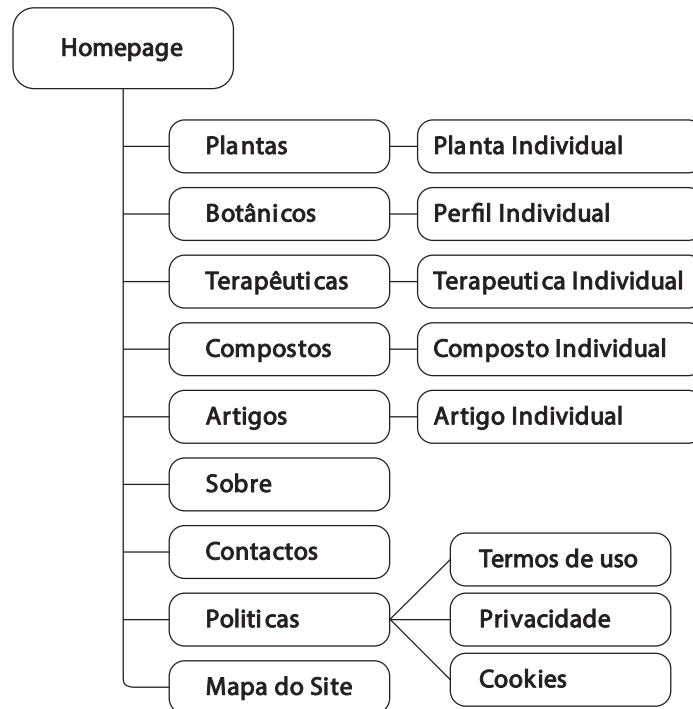 Homepage
Plantas
Planta Individual
Botânicos
Perfil Individual
Terapêuticas
Terapeutica Individual
Compostos
Composto Individual
Artigos
Artigo Individual
Sobre
Contactos
Termos de uso
Politicas
Privacidade
Mapa do Site
Cookies